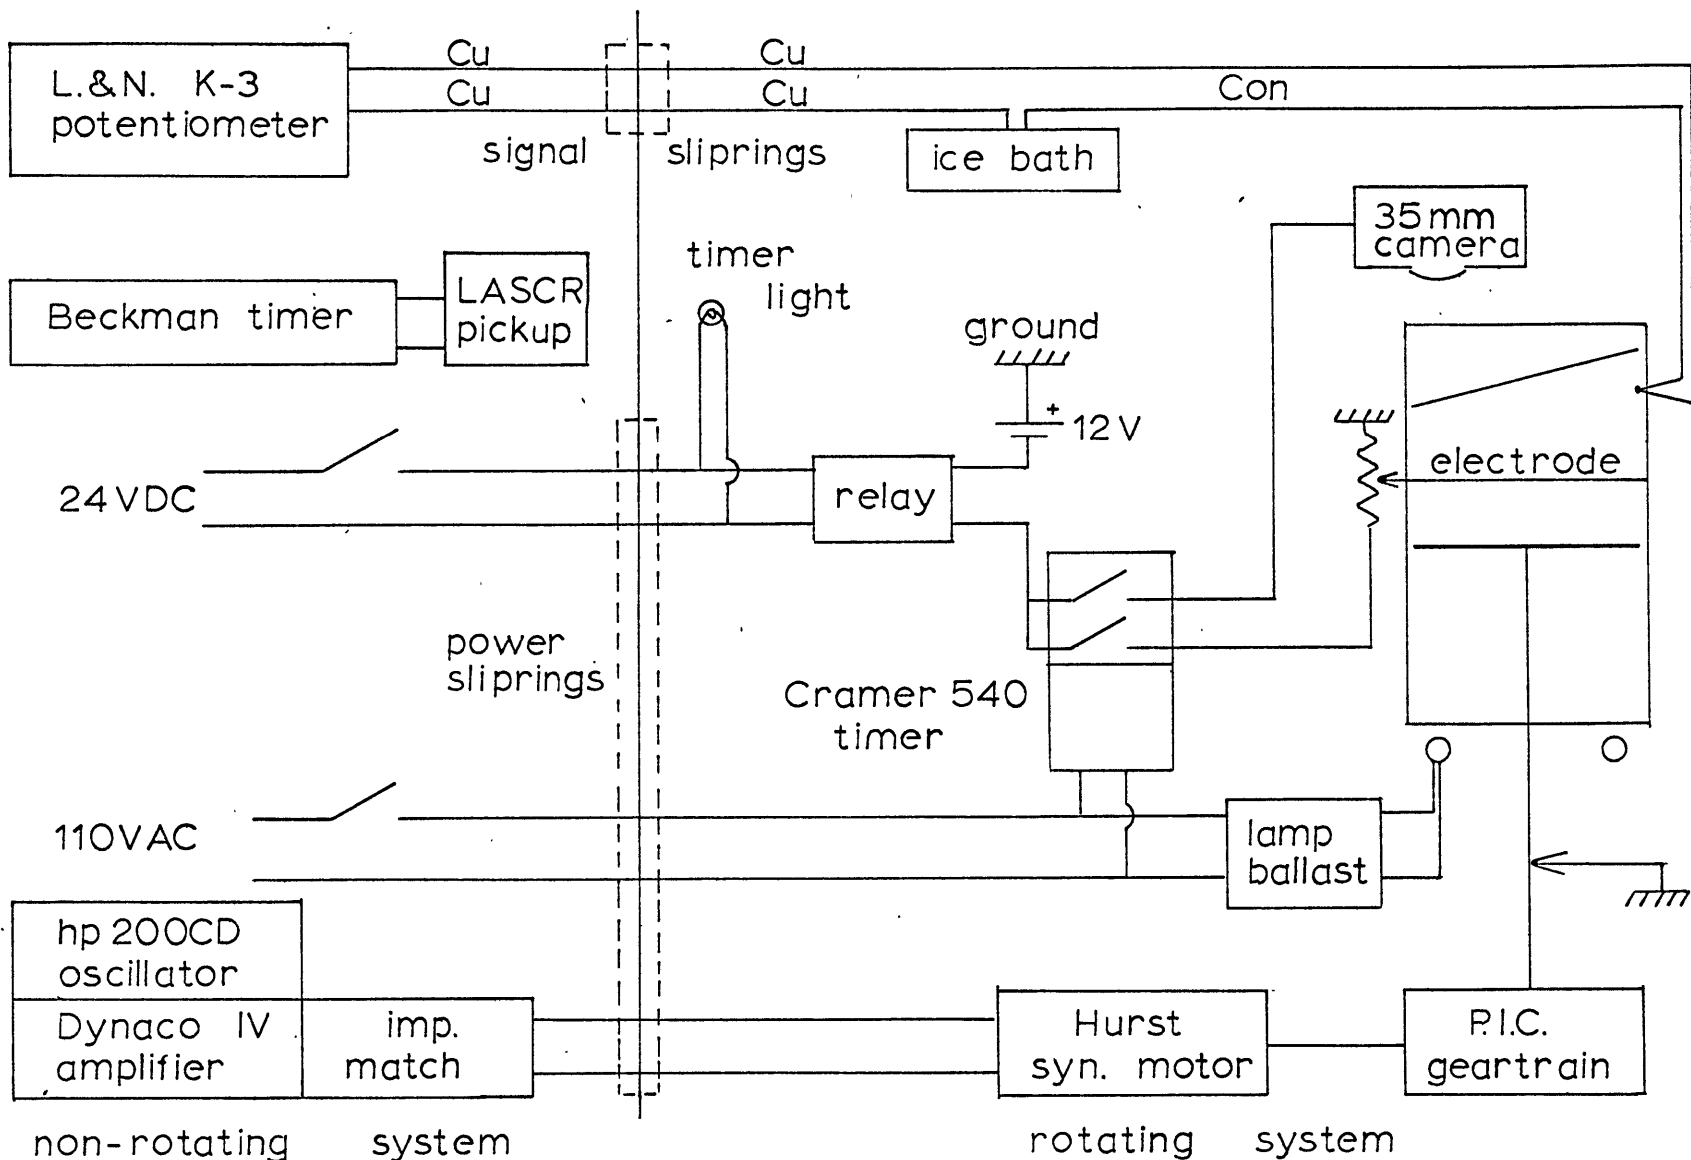 Cu
Cu
L.&N. K-3
potentiometer
Cu
Cu
Con
signal sliprings
ice bath
35mm
camera
timer
light
LASCR
pickup
Beckman timer
ground
+
12V
electrode
24VDC
relay
power
sliprings
Cramer 540
timer
110VAC
lamp
ballast
hp 200CD
oscillator
Dynaco IV
amplifier
imp.
match
Hurst
syn. motor
P.I.C.
geartrain
non-rotating system
rotating system